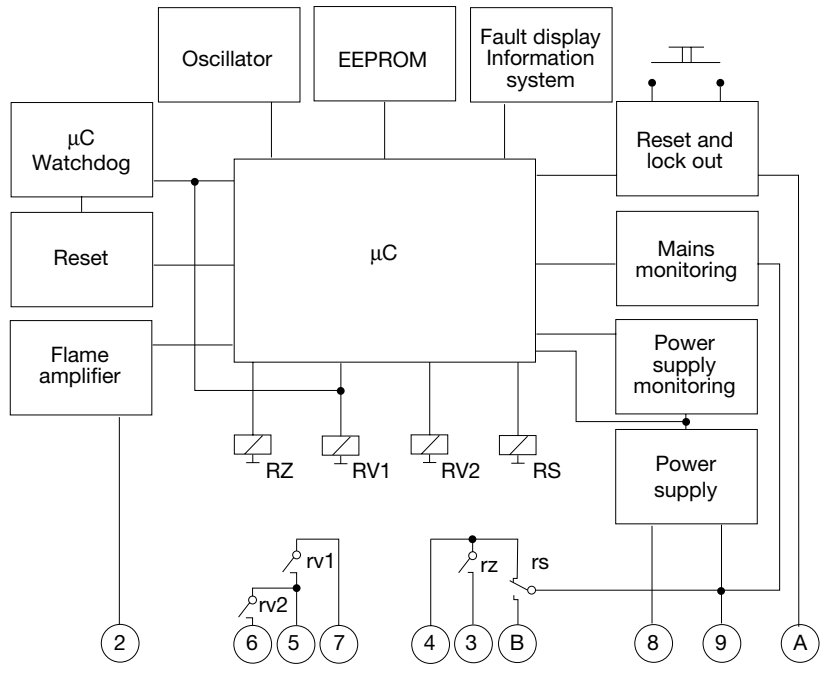 Oscillator
EEPROM
Fault display
Information
system
μC
Watchdog
Reset and
lock out
Reset
μC
Mains
monitoring
Flame
amplifier
Power
supply
monitoring
RZ
RV1
RV2
RS
Power
supply
rv1
rz
rs
rv2
2
6
5
7
4
3
B
8
9
A